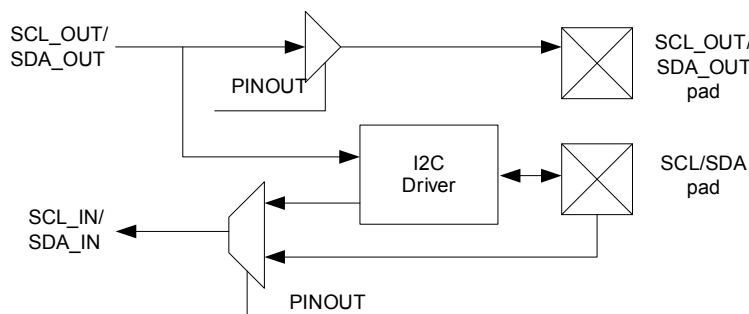 SCL_OUT/
SDA_OUT
SCL_OUT/
SDA_OUT
pad
PINOUT
I2C
Driver
SCL/SDA
pad
SCL_IN/
SDA_IN
PINOUT